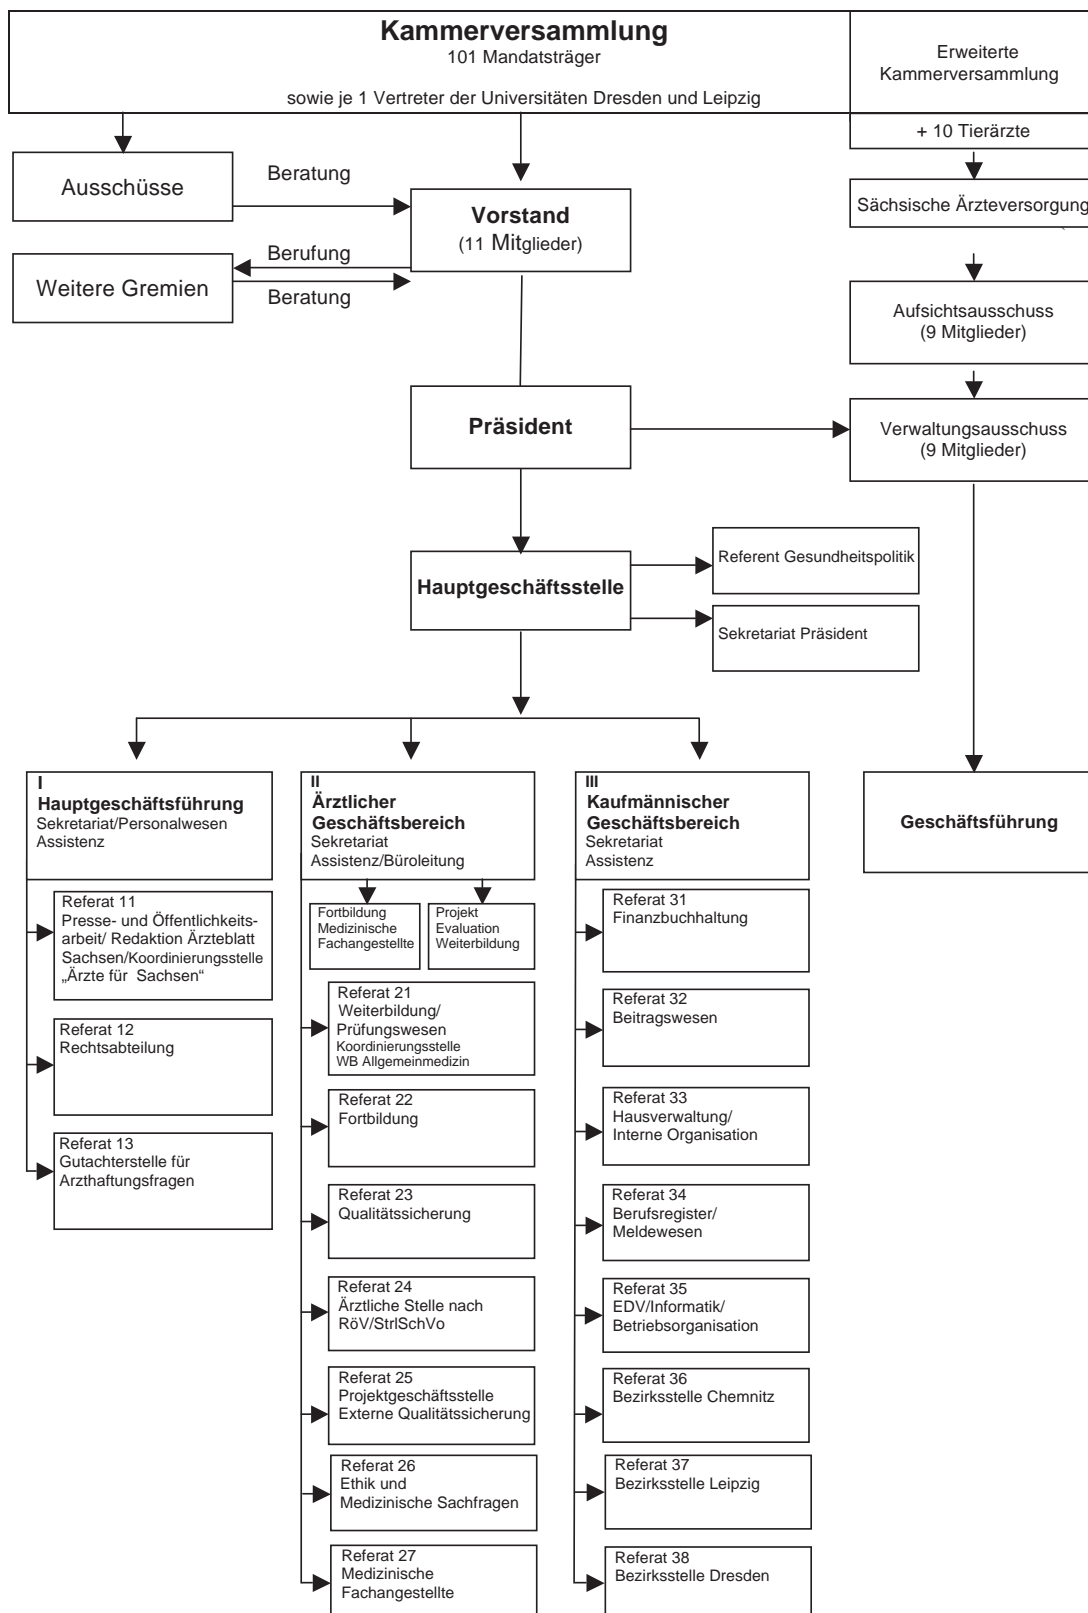 Kammerversammlung
101 Mandatsträger
sowie je 1 Vertreter der Universitäten Dresden und Leipzig
Erweiterte
Kammerversammlung
+ 10 Tierärzte
Ausschüsse
Beratung
Vorstand
(11 Mitglieder)
Sächsische Ärzteversorgung
Berufung
Weitere Gremien
Beratung
Aufsichtsausschuss
(9 Mitglieder)
Präsident
Verwaltungsausschuss
(9 Mitglieder)
Hauptgeschäftsstelle
Referent Gesundheitspolitik
Sekretariat Präsident
I
Hauptgeschäftsführung
Sekretariat/Personalwesen
Assistenz
II
Ärztlicher
Geschäftsbereich
Sekretariat
Assistenz/Büroleitung
III
Kaufmännischer
Geschäftsbereich
Sekretariat
Assistenz
Geschäftsführung
Referat 11
Presse- und Öffentlichkeits-
arbeit/ Redaktion Ärzteblatt
Sachsen/Koordinierungsstelle
„Ärzte für Sachsen“
Referat 12
Rechtsabteilung
Referat 13
Gutachterstelle für
Arzthaftungsfragen
Fortbildung
Medizinische
Fachangestellte
Projekt
Evaluation
Weiterbildung
Referat 21
Weiterbildung/
Prüfungswesen
Koordinierungsstelle
WB Allgemeinmedizin
Referat 22
Fortbildung
Referat 23
Qualitätssicherung
Referat 24
Ärztliche Stelle nach
RöV/StrlSchVo
Referat 25
Projektgeschäftsstelle
Externe Qualitätssicherung
Referat 26
Ethik und
Medizinische Sachfragen
Referat 27
Medizinische
Fachangestellte
Referat 31
Finanzbuchhaltung
Referat 32
Beitragswesen
Referat 33
Hausverwaltung/
Interne Organisation
Referat 34
Berufsregister/
Meldewesen
Referat 35
EDV/Informatik/
Betriebsorganisation
Referat 36
Bezirksstelle Chemnitz
Referat 37
Bezirksstelle Leipzig
Referat 38
Bezirksstelle Dresden